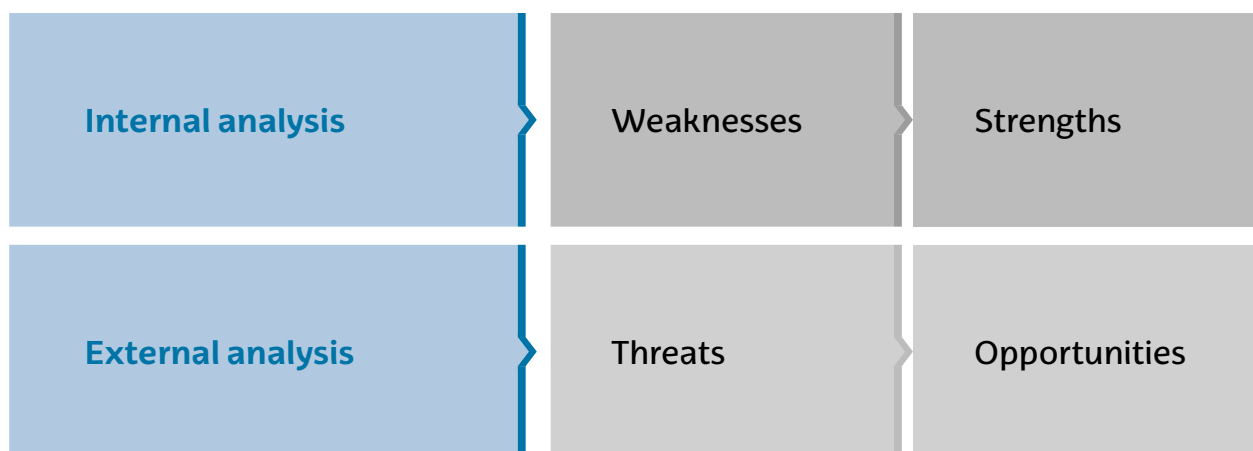 Internal analysis
Weaknesses
Strengths
External analysis
Threats
Opportunities